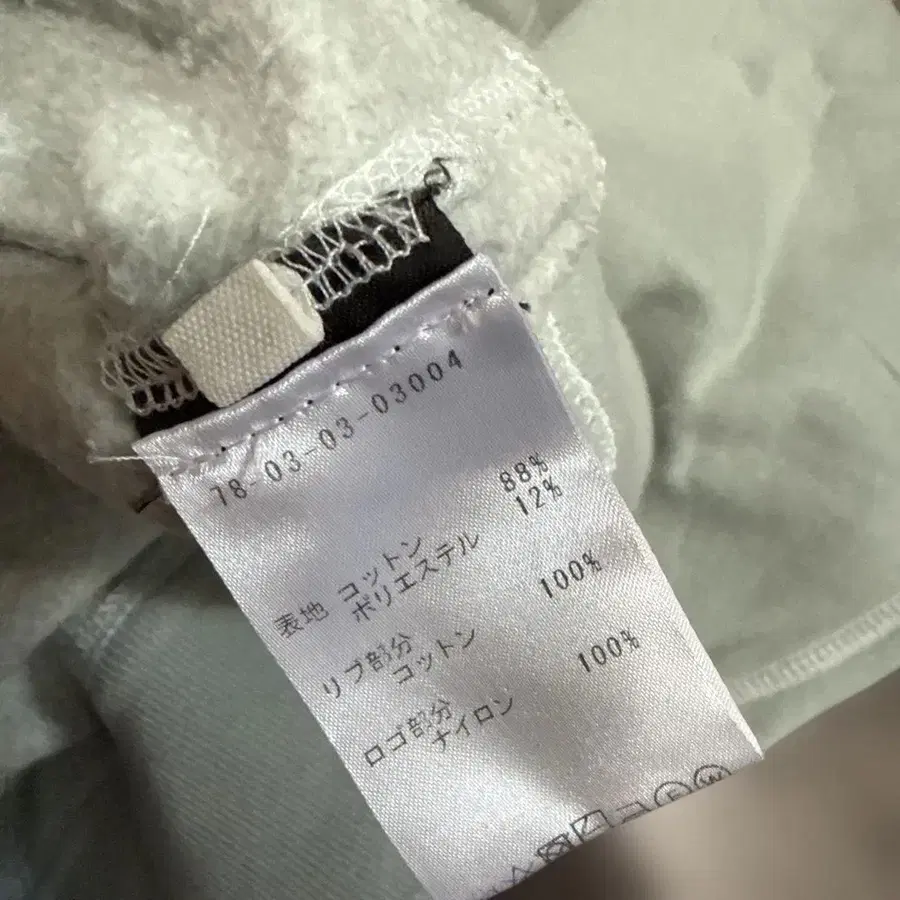 18-03-03-03004
表地 コットン 88%
ポリエステル 12%
リブ部分
コットン 100%
ロゴ部分
ナイロン 100%